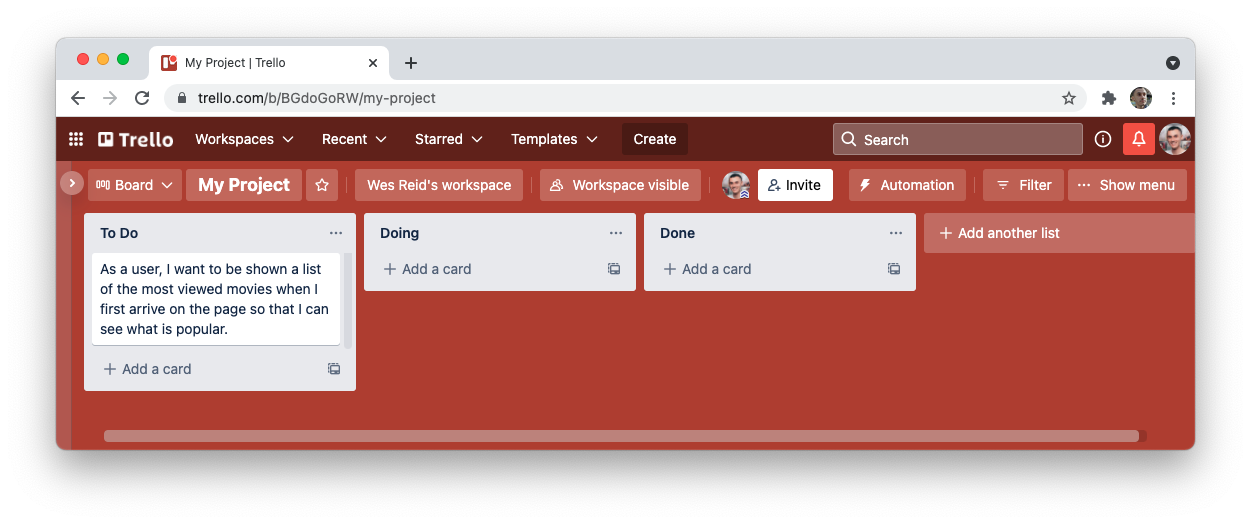 My Project | Trello
trello.com/b/BGdoGoRW/my-project
Trello Workspaces Recent Starred Templates Create Search
Board My Project Wes Reid's workspace Workspace visible Invite Automation Filter Show menu
To Do
As a user, I want to be shown a list
of the most viewed movies when I
first arrive on the page so that I can
see what is popular.
+ Add a card
Doing
+ Add a card
Done
+ Add a card
+ Add another list